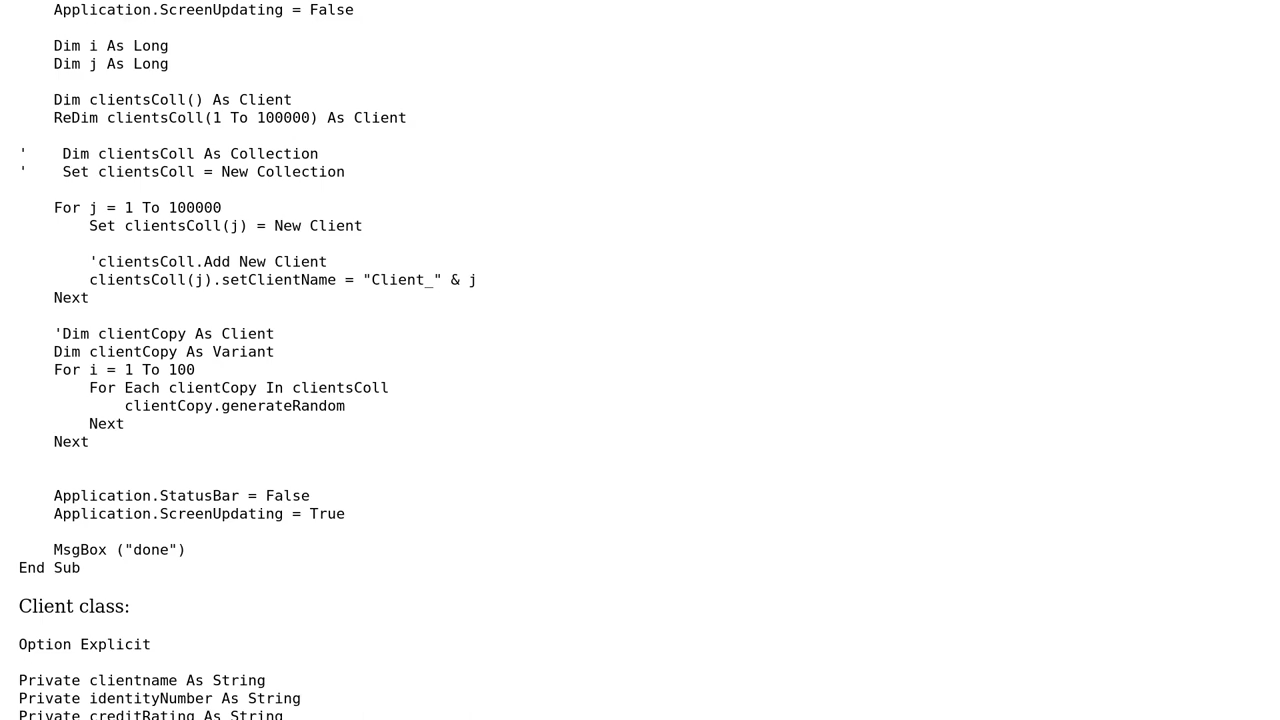 Application.ScreenUpdating = False

    Dim i As Long
    Dim j As Long

    Dim clientsColl() As Client
    ReDim clientsColl(1 To 100000) As Client

'    Dim clientsColl As Collection
'    Set clientsColl = New Collection

    For j = 1 To 100000
        Set clientsColl(j) = New Client

        'clientsColl.Add New Client
        clientsColl(j).setClientName = "Client_" & j
    Next

    'Dim clientCopy As Client
    Dim clientCopy As Variant
    For i = 1 To 100
        For Each clientCopy In clientsColl
            clientCopy.generateRandom
        Next
    Next


    Application.StatusBar = False
    Application.ScreenUpdating = True

    MsgBox ("done")
End Sub

Client class:

Option Explicit

Private clientname As String
Private identityNumber As String
Private creditRating As String